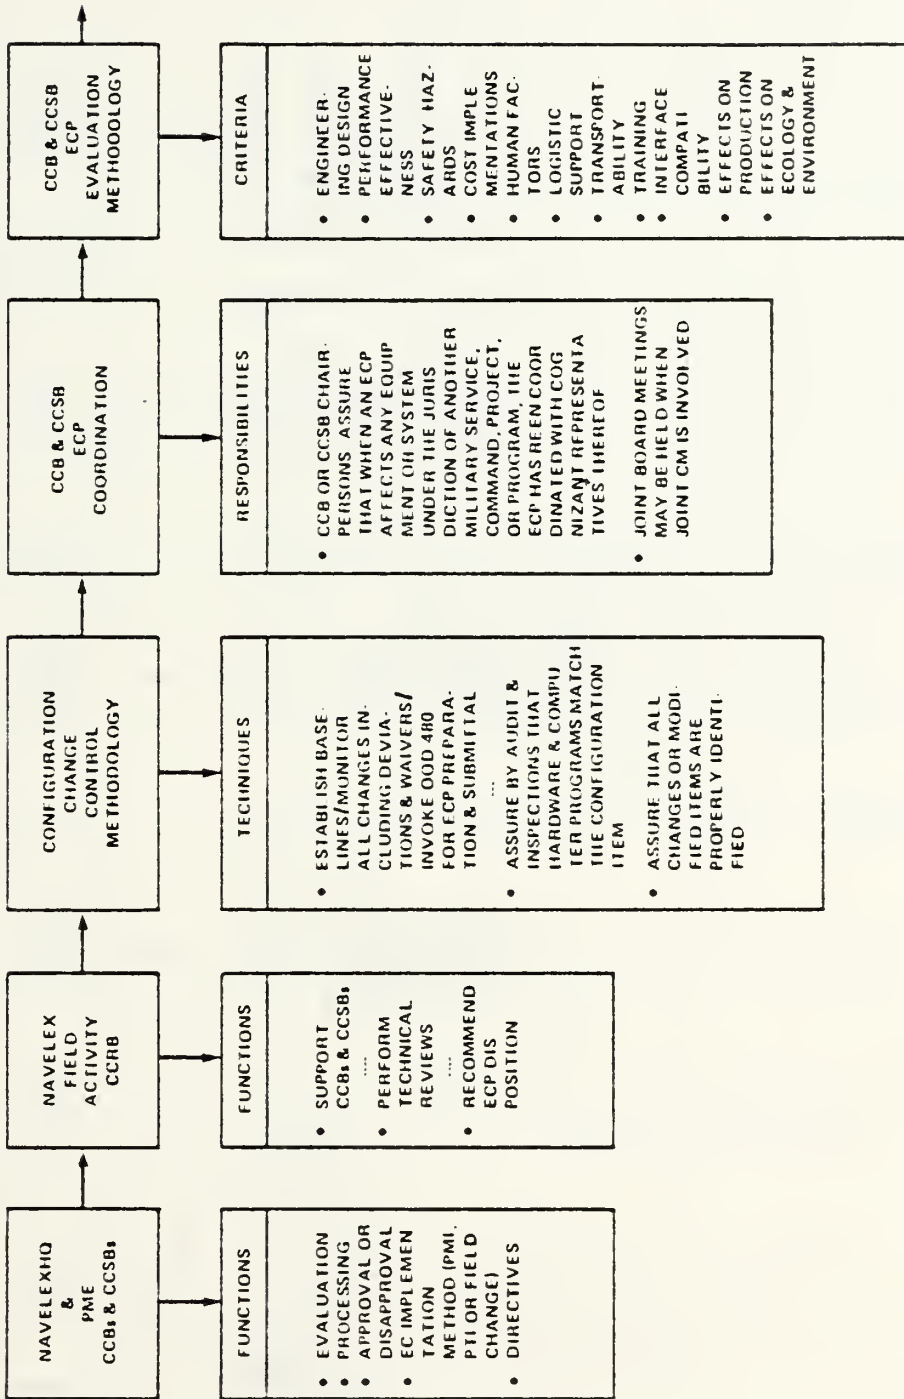 NAVELEXHQ
&
PME
CCBs & CCSBs
FUNCTIONS
• EVALUATION
• PROCESSING
• APPROVAL OR
DISAPPROVAL
• EC IMPLEMEN
TATION
METHOD (PMI,
PTI OR FIELD
CHANGE)
• DIRECTIVES
NAVELEX
FIELD
ACTIVITY
CCRB
FUNCTIONS
• SUPPORT
CCBs & CCSBs
....
• PERFORM
TECHNICAL
REVIEWS
....
• RECOMMEND
ECP DIS
POSITION
CONFIGURATION
CHANGE
CONTROL
METHODOLOGY
TECHNIQUES
• ESTABLISH BASE-
LINES/MONITOR
ALL CHANGES IN-
CLUDING DEVIA-
TIONS & WAIVERS/
INVOKE OOD 480
FOR ECP PREPARA-
TION & SUBMITTAL
....
• ASSURE BY AUDIT &
INSPECTIONS THAT
HARDWARE & COMPU
TER PROGRAMS MATCH
THE CONFIGURATION
ITEM
• ASSURE THAT ALL
CHANGES OR MODI-
FIED ITEMS ARE
PROPERLY IDENTI-
FIED
CCB & CCSB
ECP
COORDINATION
RESPONSIBILITIES
• CCB OR CCSB CHAIR-
PERSONS ASSURE
THAT WHEN AN ECP
AFFECTS ANY EQUIP
MENT OR SYSTEM
UNDER THE JURIS
DICTION OF ANOTHER
MILITARY SERVICE,
COMMAND, PROJECT,
OR PROGRAM, THE
ECP HAS BEEN COOR
DINATED WITH COG
NIZANT REPRESENTA
TIVES THEREOF
• JOINT BOARD MEETINGS
MAY BE HELD WHEN
JOINT CM IS INVOLVED
CCB & CCSB
ECP
EVALUATION
METHODOLOGY
CRITERIA
• ENGINEER-
ING DESIGN
• PERFORMANCE
EFFECTIVE-
NESS
• SAFETY HAZ-
ARDS
• COST IMPLE
MENTATIONS
• HUMAN FAC-
TORS
• LOGISTIC
SUPPORT
• TRANSPORT-
ABILITY
• TRAINING
• INTERFACE
COMPATI
BILITY
• EFFECTS ON
PRODUCTION
• EFFECTS ON
ECOLOGY &
ENVIRONMENT